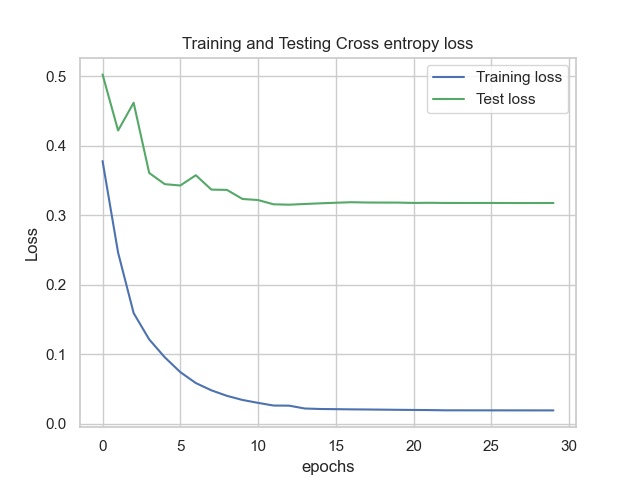 Training and Testing Cross entropy loss
Training loss
Test loss
0.5
0.4
0.3
0.2
0.1
0.0
Loss
0 5 10 15 20 25 30
epochs